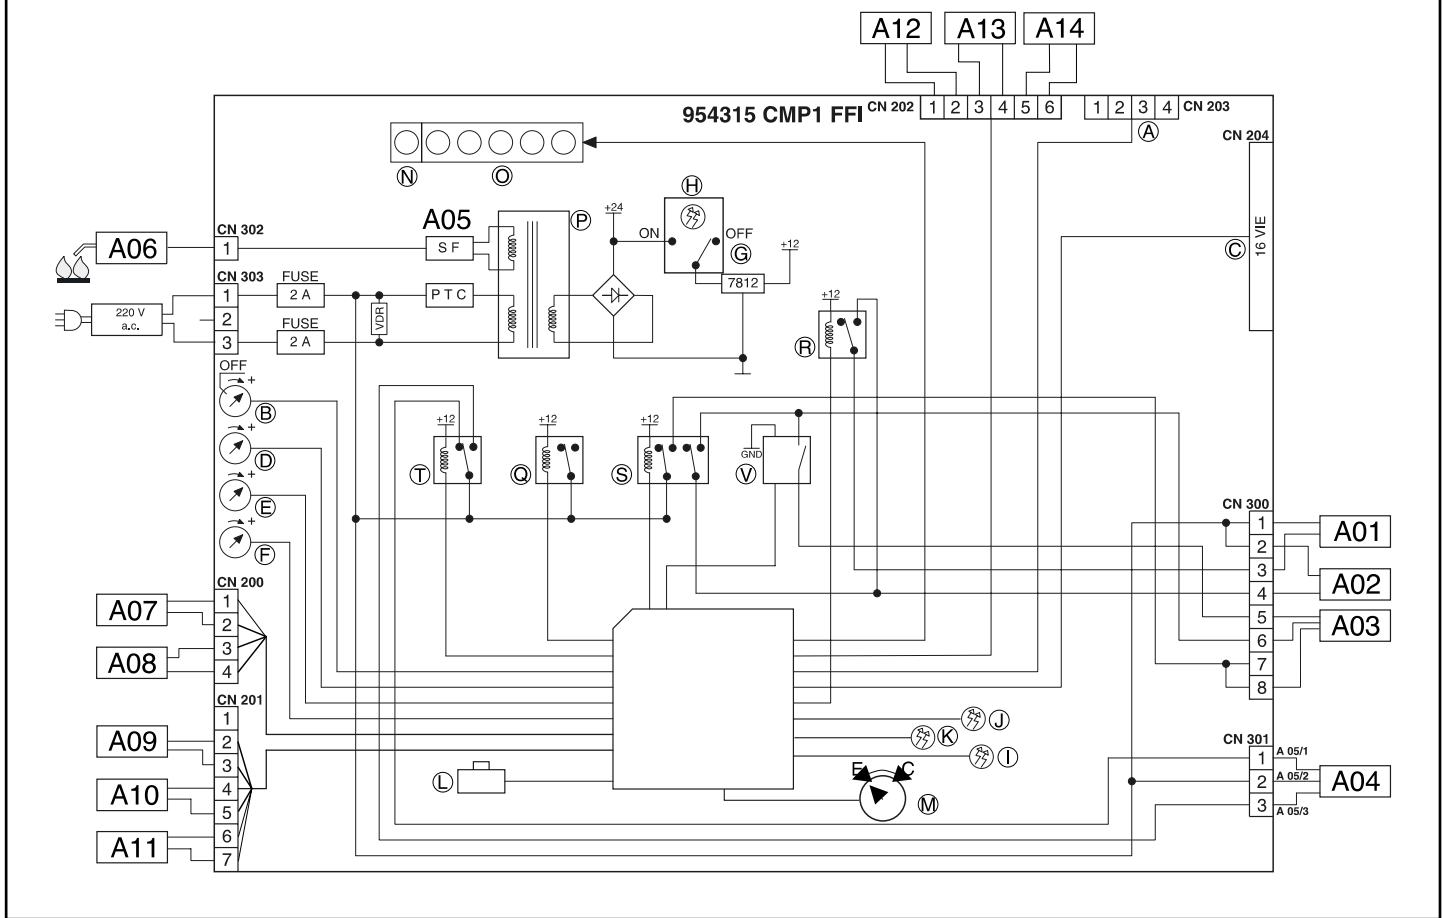 A12 A13 A14
954315 CMP1 FFI CN 202 1 2 3 4 5 6 1 2 3 4 CN 203
A
CN 204
N O
H
A05 P +24
CN 302
A06 1 S F ON OFF G +12 C 16 VIE
CN 303 FUSE
1 2 A P T C 7812
220 V a.c. 2 VDR
FUSE
3 2 A
+12
R
OFF
+
B
+12 +12 +12
+
D T Q S GND V
+
E
CN 300
1 A01
+
F 2
3
4 A02
CN 200
A07 1 5 A03
2 6
A08 3 7
4 8
CN 201
1 J
A09 2 K CN 301
3 I 1 A 05/1
A10 4 L E C 2 A 05/2 A04
5 M 3 A 05/3
A11 6
7